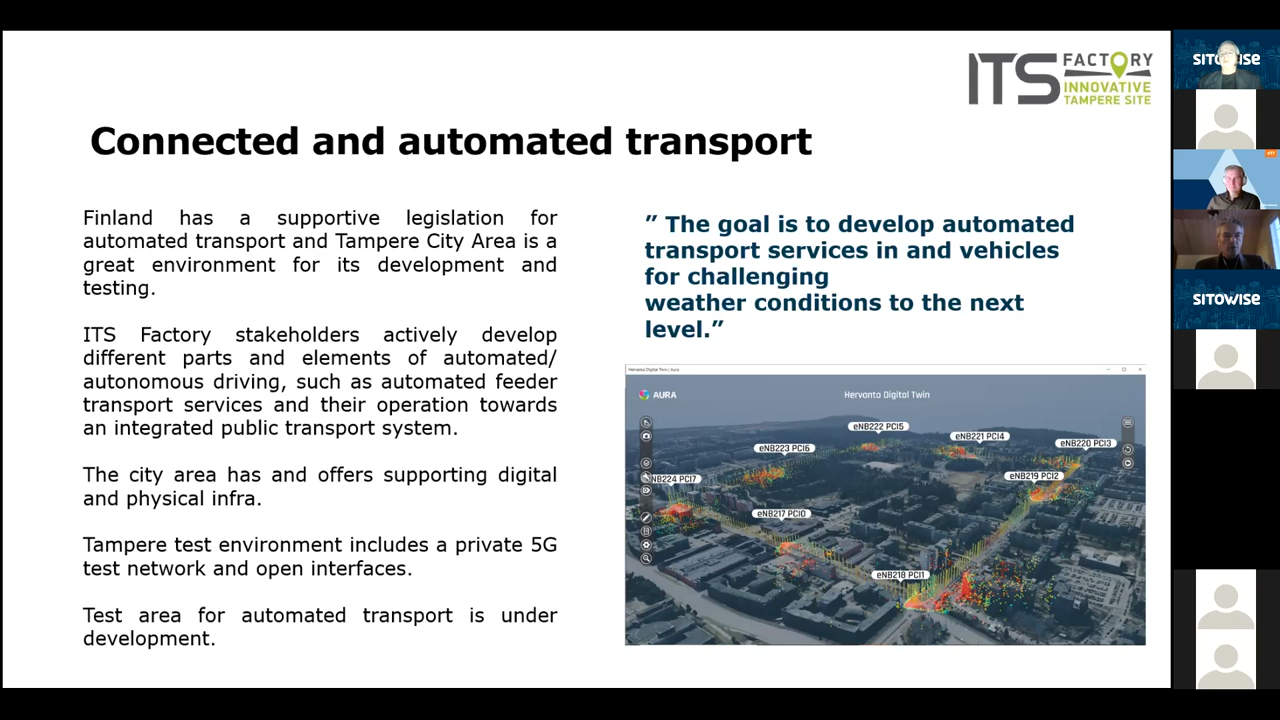 ITS FACTORY
INNOVATIVE
TAMPERE SITE
Connected and automated transport
Finland has a supportive legislation for
automated transport and Tampere City Area is a
great environment for its development and
testing.
ITS Factory stakeholders actively develop
different parts and elements of automated/
autonomous driving, such as automated feeder
transport services and their operation towards
an integrated public transport system.
The city area has and offers supporting digital
and physical infra.
Tampere test environment includes a private 5G
test network and open interfaces.
Test area for automated transport is under
development.
” The goal is to develop automated
transport services in and vehicles
for challenging
weather conditions to the next
level.”
Hervanta Digital Twin | Aura
AURA
Hervanta Digital Twin
eNB222 PCI5
eNB221 PCI4
eNB220 PCI3
eNB223 PCI6
eNB219 PCI2
NB224 PCI7
eNB217 PCI0
eNB218 PCI1
SITOWISE